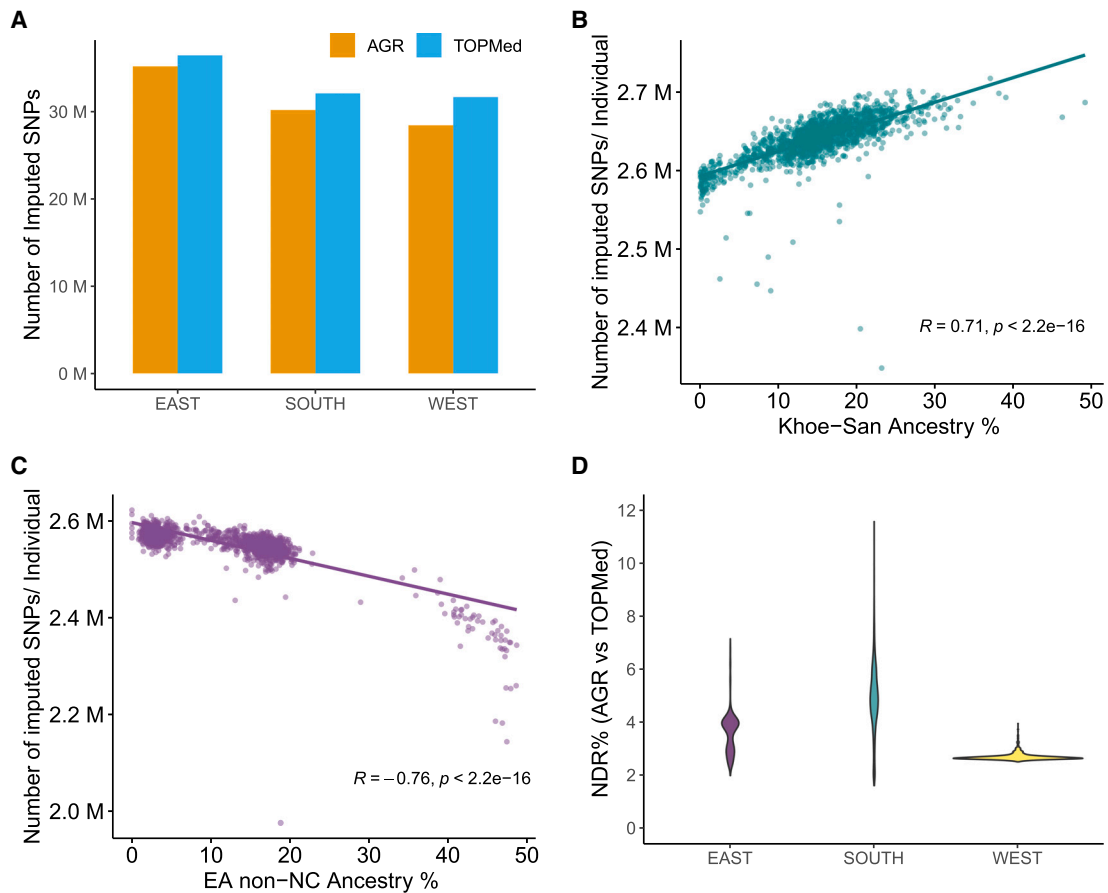 A
AGR
TOPMed
Number of Imputed SNPs
30 M
20 M
10 M
0 M
EAST
SOUTH
WEST
B
Number of imputed SNPs/ Individual
2.7 M
2.6 M
2.5 M
2.4 M
R = 0.71, p < 2.2e−16
0
10
20
30
40
50
Khoe−San Ancestry %
C
Number of imputed SNPs/ Individual
2.6 M
2.4 M
2.2 M
2.0 M
R = −0.76, p < 2.2e−16
0
10
20
30
40
50
EA non−NC Ancestry %
D
NDR% (AGR vs TOPMed)
12
10
8
6
4
2
0
EAST
SOUTH
WEST